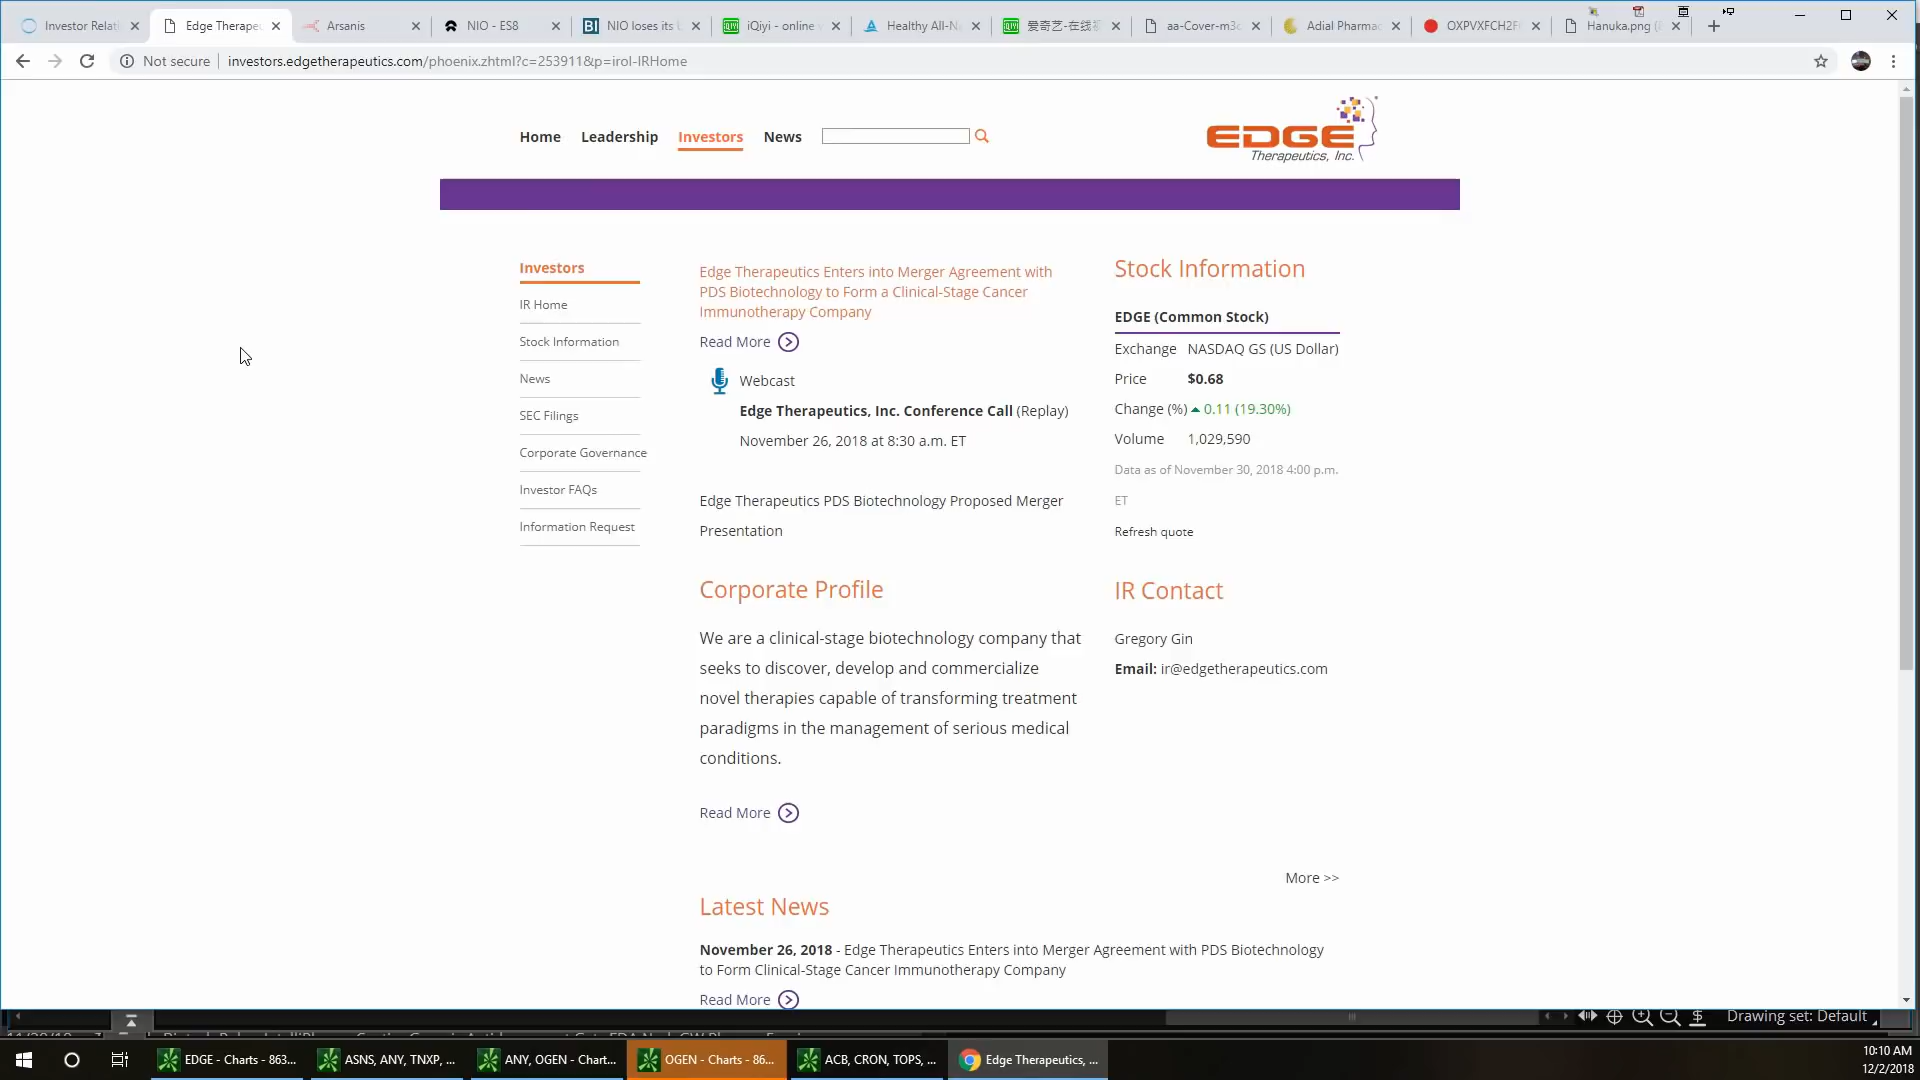 Investor Relati
Edge Therape
Arsanis
NIO - ES8
NIO loses its
iQiyi - online v
Healthy All-N
爱奇艺-在线
aa-Cover-m3
Adial Pharmac
OXPVXFCH2F
Hanuka.png (
Not secure
investors.edgetherapeutics.com/phoenix.zhtml?c=253911&p=irol-IRHome
Home
Leadership
Investors
News
EDGE
Therapeutics, Inc.
Investors
IR Home
Stock Information
News
SEC Filings
Corporate Governance
Investor FAQs
Information Request
Edge Therapeutics Enters into Merger Agreement with
PDS Biotechnology to Form a Clinical-Stage Cancer
Immunotherapy Company
Read More
Webcast
Edge Therapeutics, Inc. Conference Call (Replay)
November 26, 2018 at 8:30 a.m. ET
Edge Therapeutics PDS Biotechnology Proposed Merger
Presentation
Corporate Profile
We are a clinical-stage biotechnology company that
seeks to discover, develop and commercialize
novel therapies capable of transforming treatment
paradigms in the management of serious medical
conditions.
Read More
Stock Information
EDGE (Common Stock)
Exchange NASDAQ GS (US Dollar)
Price $0.68
Change (%) 0.11 (19.30%)
Volume 1,029,590
Data as of November 30, 2018 4:00 p.m.
ET
Refresh quote
IR Contact
Gregory Gin
Email: ir@edgetherapeutics.com
More >>
Latest News
November 26, 2018 - Edge Therapeutics Enters into Merger Agreement with PDS Biotechnology
to Form Clinical-Stage Cancer Immunotherapy Company
Read More
Drawing set: Default
EDGE - Charts - 863...
ASNS, ANY, TNXP, ...
ANY, OGEN - Chart...
OGEN - Charts - 86...
ACB, CRON, TOPS, ...
Edge Therapeutics, ...
10:10 AM
12/2/2018